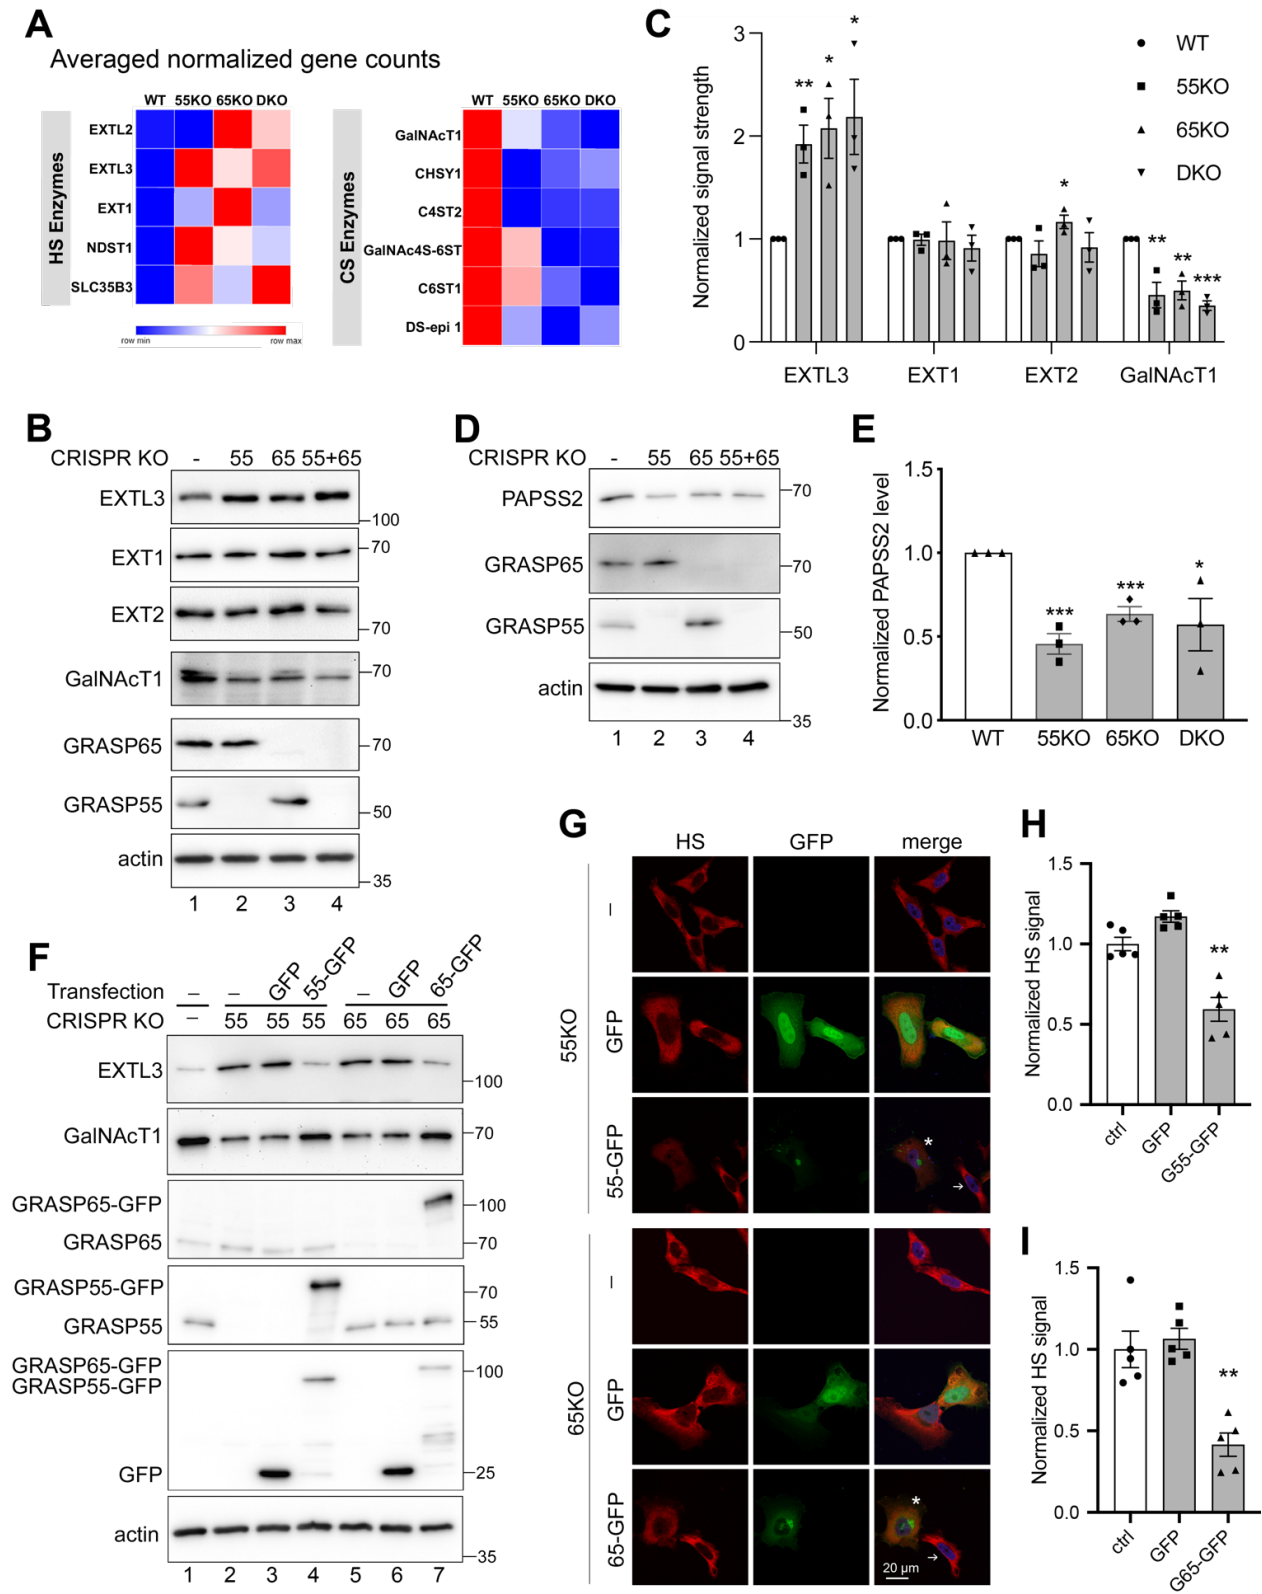 A
Averaged normalized gene counts
WT 55KO 65KO DKO
HS Enzymes
EXTL2
EXTL3
EXT1
NDST1
SLC35B3
row min row max
WT 55KO 65KO DKO
CS Enzymes
GalNAcT1
CHSY1
C4ST2
GalNAc4S-6ST
C6ST1
DS-epi 1
C
Normalized signal strength
3
2
1
0
** * *
*
** ** ***
WT
55KO
65KO
DKO
EXTL3 EXT1 EXT2 GalNAcT1
B
CRISPR KO - 55 65 55+65
EXTL3
100
EXT1 70
EXT2
70
GalNAcT1 70
GRASP65 70
GRASP55
50
actin
35
1 2 3 4
D
CRISPR KO - 55 65 55+65
PAPSS2 70
GRASP65 70
GRASP55 50
actin
35
1 2 3 4
E
Normalized PAPSS2 level
1.5
1.0
0.5
0.0
*** *** *
WT 55KO 65KO DKO
F
Transfection – – GFP 55-GFP – GFP 65-GFP
CRISPR KO – 55 55 55 65 65 65
EXTL3
100
GalNAcT1 70
GRASP65-GFP 100
GRASP65 70
GRASP55-GFP 70
GRASP55 55
GRASP65-GFP 100
GRASP55-GFP
GFP 25
actin
35
1 2 3 4 5 6 7
G
HS GFP merge
55KO
–
GFP
55-GFP
*
65KO
–
GFP
65-GFP
*
20 µm
H
Normalized HS signal
1.5
1.0
0.5
0.0
**
ctrl GFP G55-GFP
I
Normalized HS signal
1.5
1.0
0.5
0.0
**
ctrl GFP G65-GFP